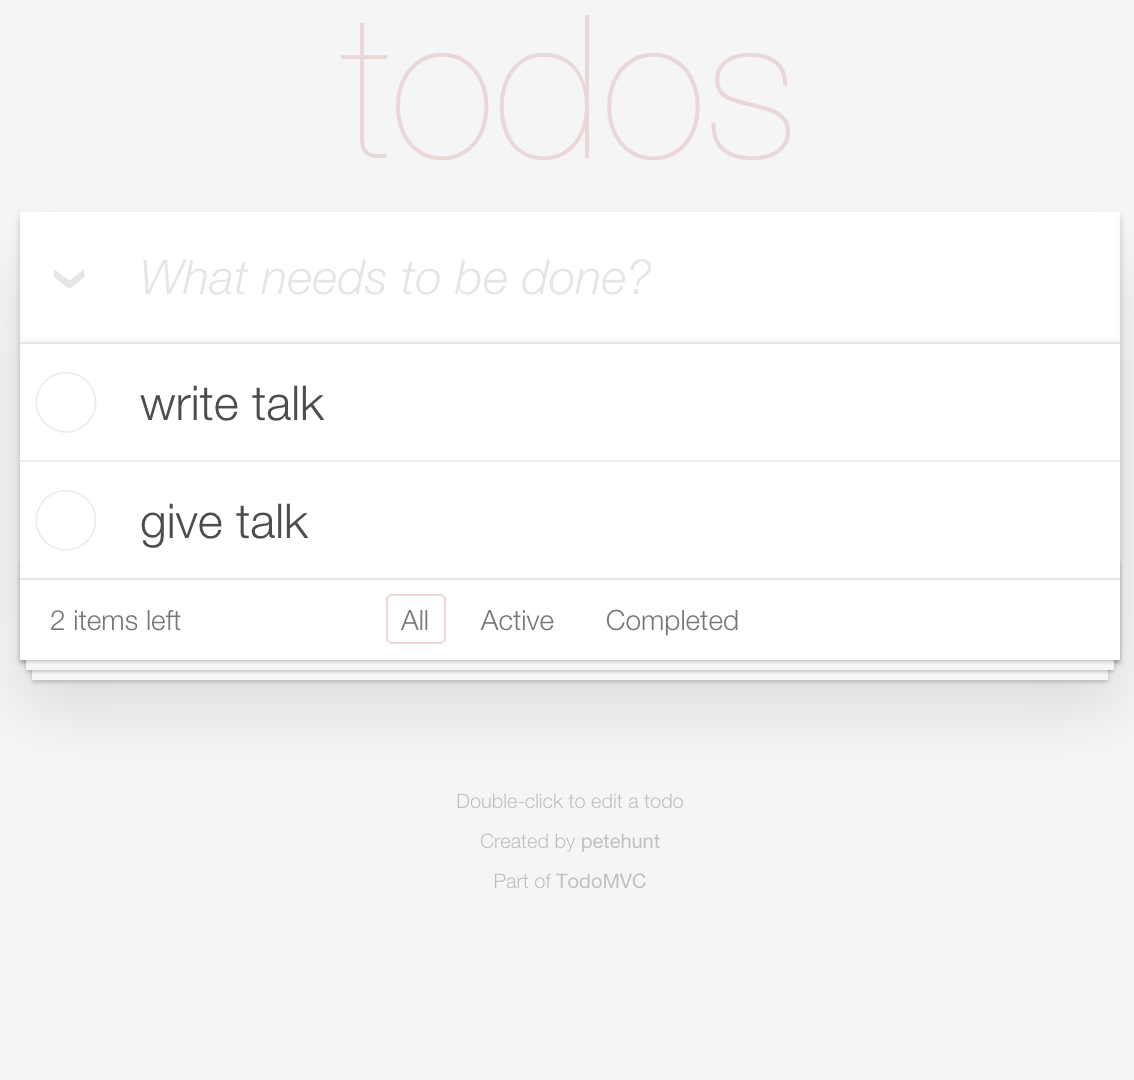 todos
What needs to be done?
write talk
give talk
2 items left All Active Completed
Double-click to edit a todo
Created by petehunt
Part of TodoMVC